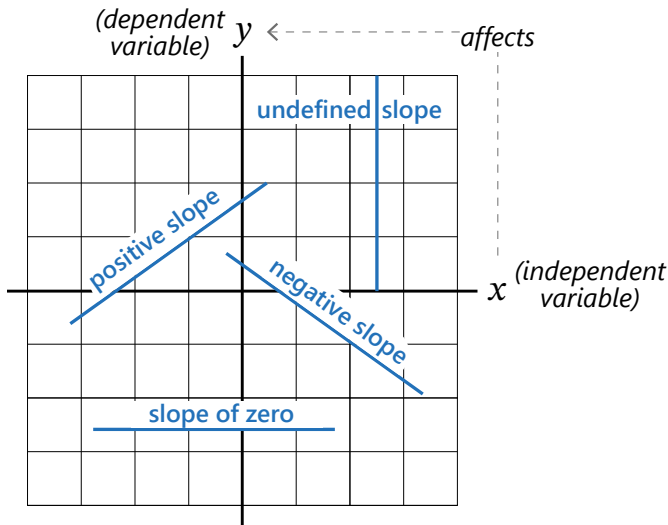 (dependent
variable) y
affects
undefined slope
positive slope
negative slope
x (independent
variable)
slope of zero